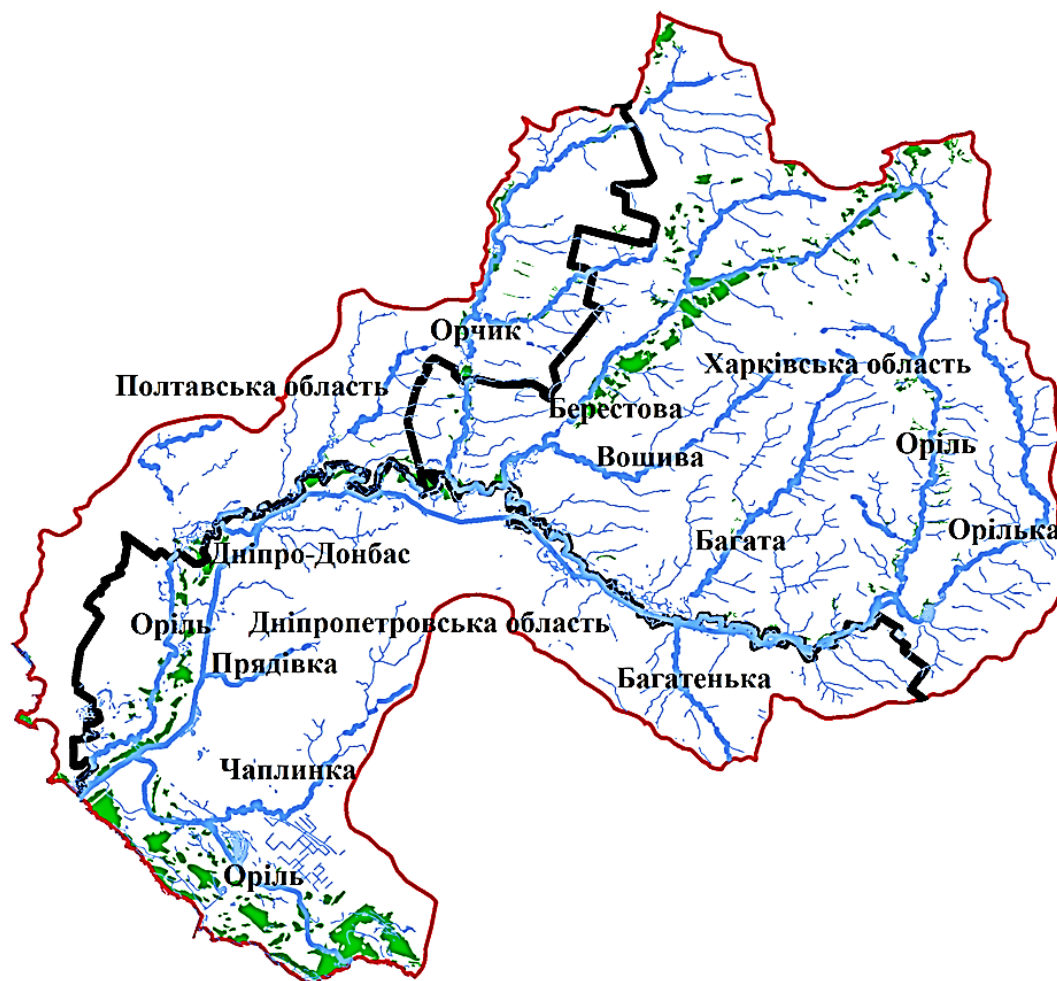 Орчик
Полтавська область
Харківська область
Берестова
Вошива
Оріль
Багата
Орілька
Дніпро-Донбас
Оріль
Дніпропетровська область
Прядівка
Багатенька
Чаплинка
Оріль